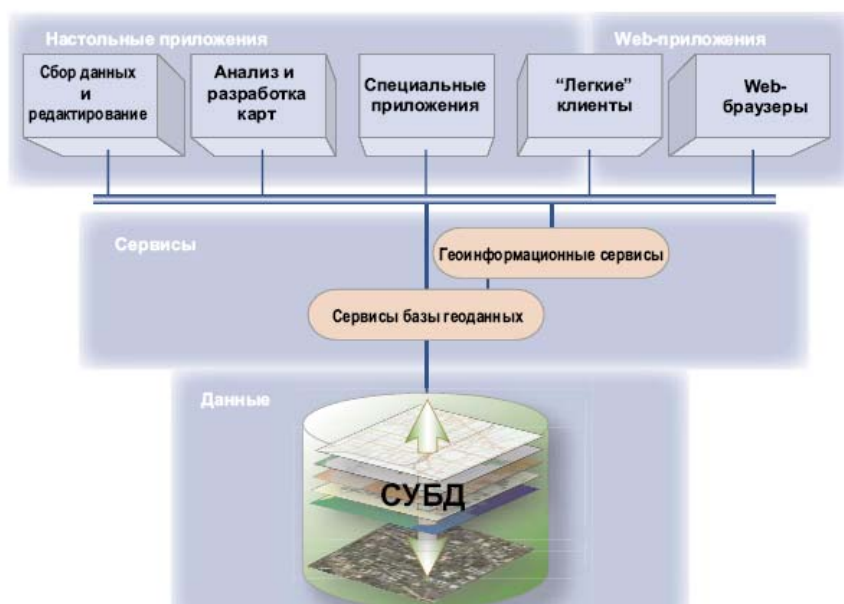 Настольные приложения
Web-приложения
Сбор данных
и
редактирование
Анализ и
разработка
карт
Специальные
приложения
“Легкие”
клиенты
Web-
браузеры
Сервисы
Геоинформационные сервисы
Сервисы базы геоданных
Данные
СУБД